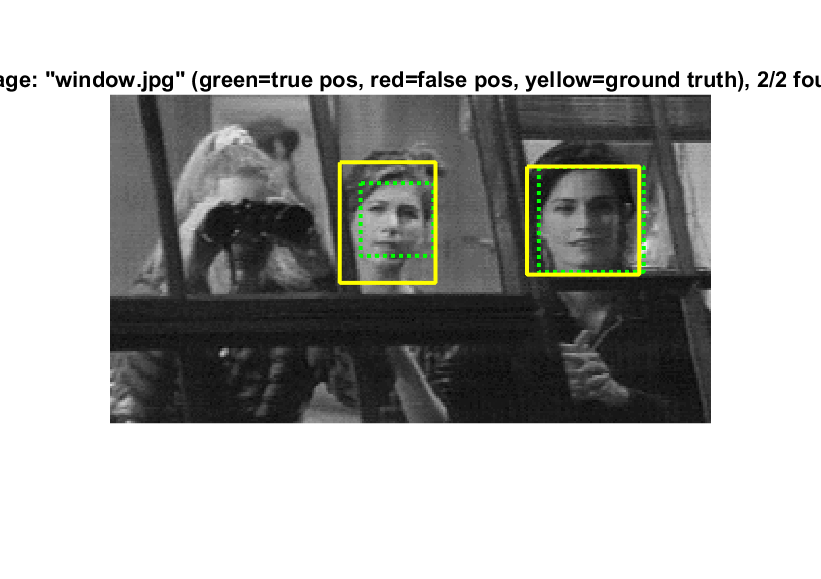 age: "window.jpg" (green=true pos, red=false pos, yellow=ground truth), 2/2 fou